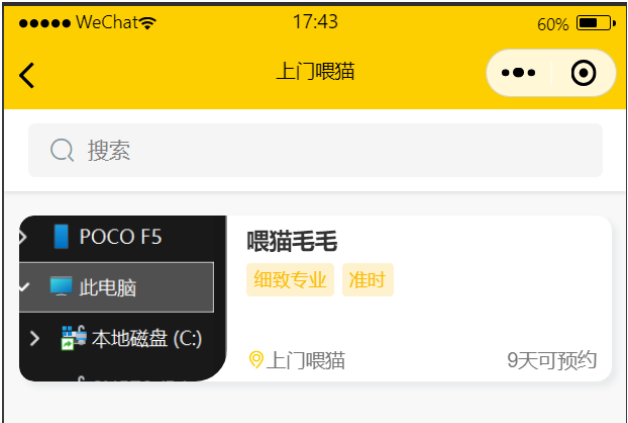 WeChat 17:43 60%
上门喂猫
搜索
POCO F5
此电脑
本地磁盘 (C:)
喂猫毛毛
细致专业 准时
上门喂猫 9天可预约